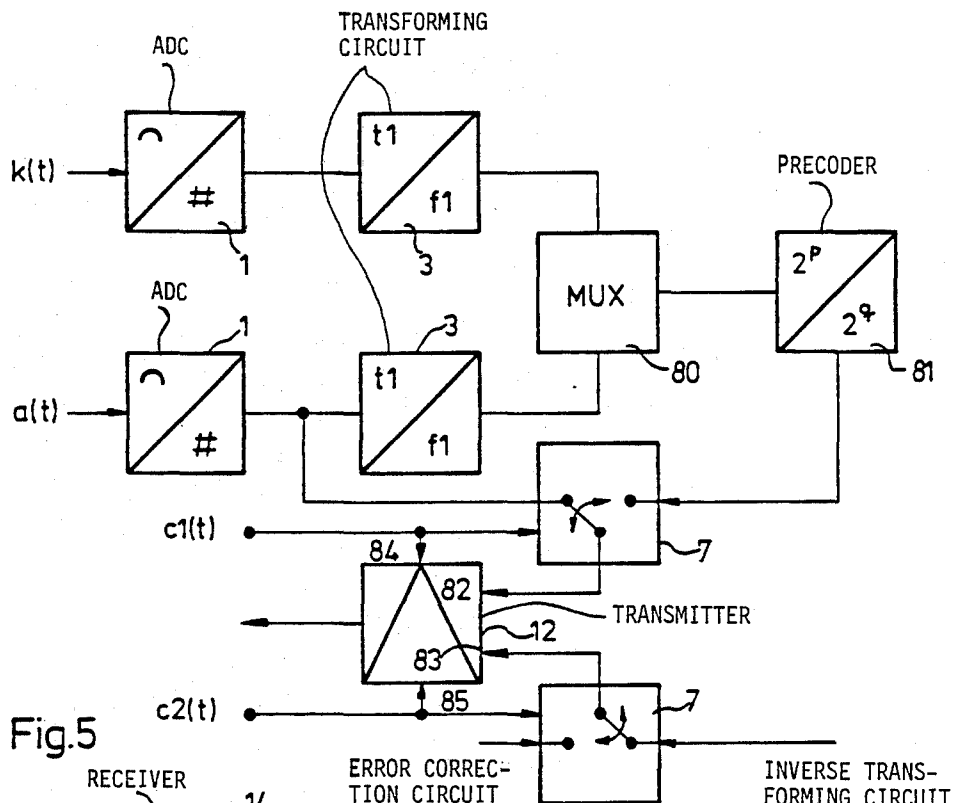 TRANSFORMING
CIRCUIT
ADC
k(t)
#
1
t1
f1
3
PRECODER
2^p
2^q
81
MUX
80
ADC
1
a(t)
#
3
t1
f1
c1(t)
7
84
82
TRANSMITTER
12
83
85
c2(t)
7
Fig.5
RECEIVER
14
ERROR CORREC-
TION CIRCUIT
INVERSE TRANS-
FORMING CIRCUIT